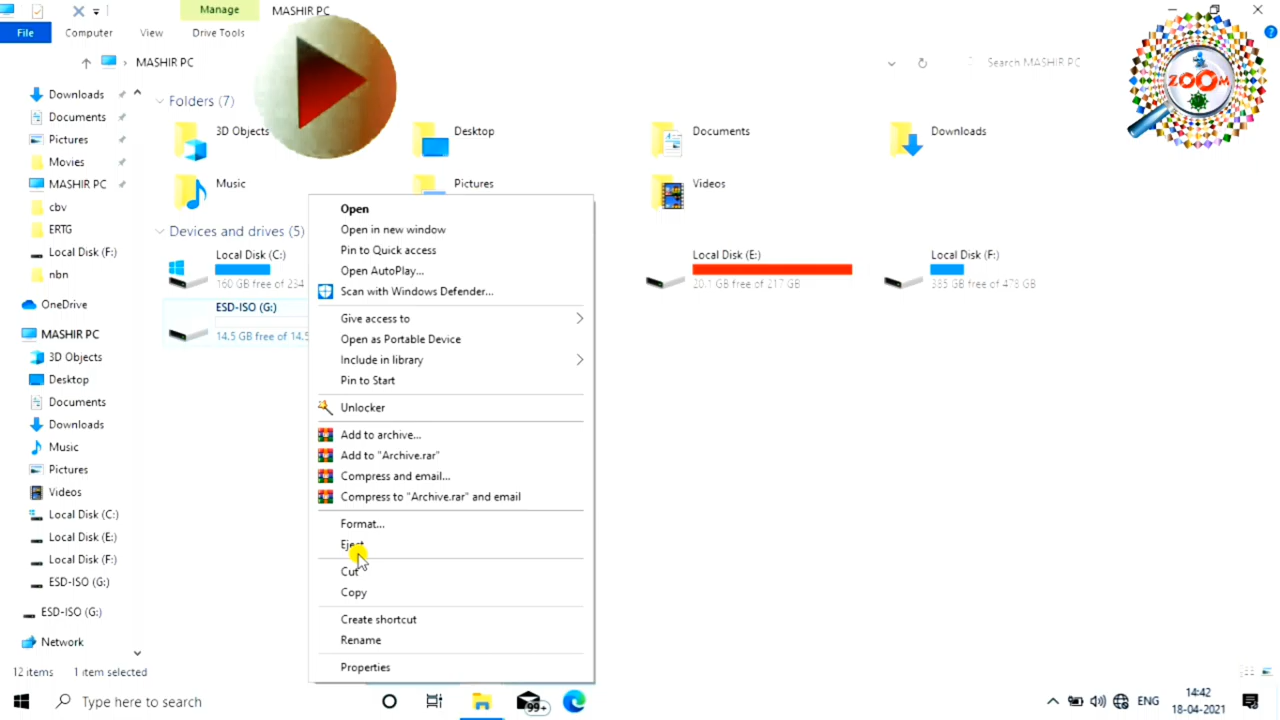 Manage
MASHIR PC
File
Computer
View
Drive Tools
MASHIR PC
Search MASHIR PC
ZOOM
Downloads
Documents
Pictures
Movies
MASHIR PC
cbv
ERTG
Local Disk (F:)
nbn
OneDrive
MASHIR PC
3D Objects
Desktop
Documents
Downloads
Music
Pictures
Videos
Local Disk (C:)
Local Disk (E:)
Local Disk (F:)
ESD-ISO (G:)
ESD-ISO (G:)
Network
Folders (7)
3D Objects
Desktop
Documents
Downloads
Music
Pictures
Videos
Devices and drives (5)
Local Disk (C:)
160 GB free of 234
Local Disk (E:)
20.1 GB free of 217 GB
Local Disk (F:)
385 GB free of 478 GB
ESD-ISO (G:)
14.5 GB free of 14.5
Open
Open in new window
Pin to Quick access
Open AutoPlay...
Scan with Windows Defender...
Give access to
Open as Portable Device
Include in library
Pin to Start
Unlocker
Add to archive...
Add to "Archive.rar"
Compress and email...
Compress to "Archive.rar" and email
Format...
Eject
Cut
Copy
Create shortcut
Rename
Properties
12 items
1 item selected
Type here to search
99+
ENG
14:42
18-04-2021